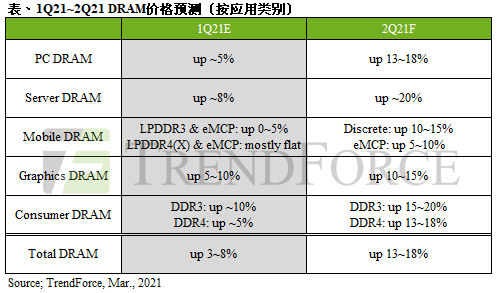 表、1Q21~2Q21 DRAM价格预测〔按应用类别〕
1Q21E 2Q21F
PC DRAM up ~5% up 13~18%
Server DRAM up ~8% up ~20%
Mobile DRAM LPDDR3 & eMCP: up 0~5% Discrete: up 10~15%
LPDDR4(X) & eMCP: mostly flat eMCP: up 5~10%
Graphics DRAM up 5~10% up 10~15%
Consumer DRAM DDR3: up ~10% DDR3: up 15~20%
DDR4: up ~5% DDR4: up 13~18%
Total DRAM up 3~8% up 13~18%
TRENDFORCE
Source; TrendForce, Mar., 2021